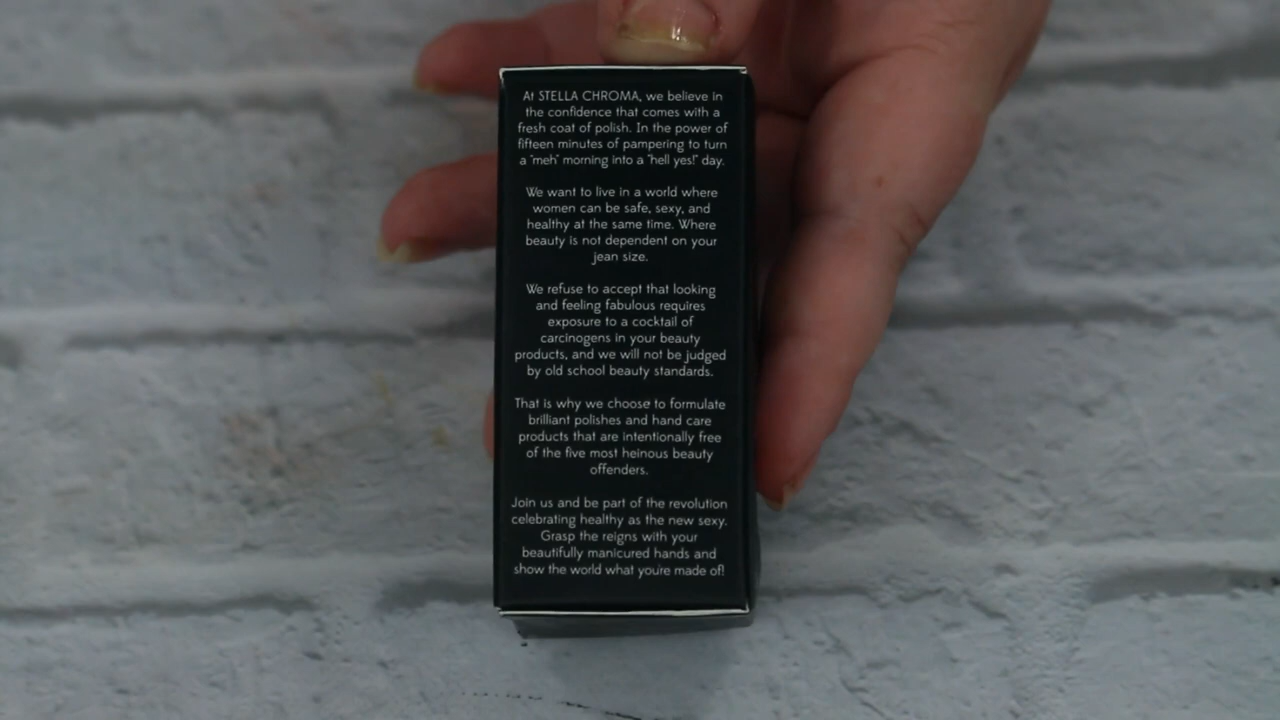 At STELLA CHROMA, we believe in
the confidence that comes with a
fresh coat of polish. In the power of
fifteen minutes of pampering to turn
a "meh" morning into a "hell yes!" day.
We want to live in a world where
women can be safe, sexy, and
healthy at the same time. Where
beauty is not dependent on your
jean size.
We refuse to accept that looking
and feeling fabulous requires
exposure to a cocktail of
carcinogens in your beauty
products, and we will not be judged
by old school beauty standards.
That is why we choose to formulate
brilliant polishes and hand care
products that are intentionally free
of the five most heinous beauty
offenders.
Join us and be part of the revolution
celebrating healthy as the new sexy.
Grasp the reigns with your
beautifully manicured hands and
show the world what you're made of!